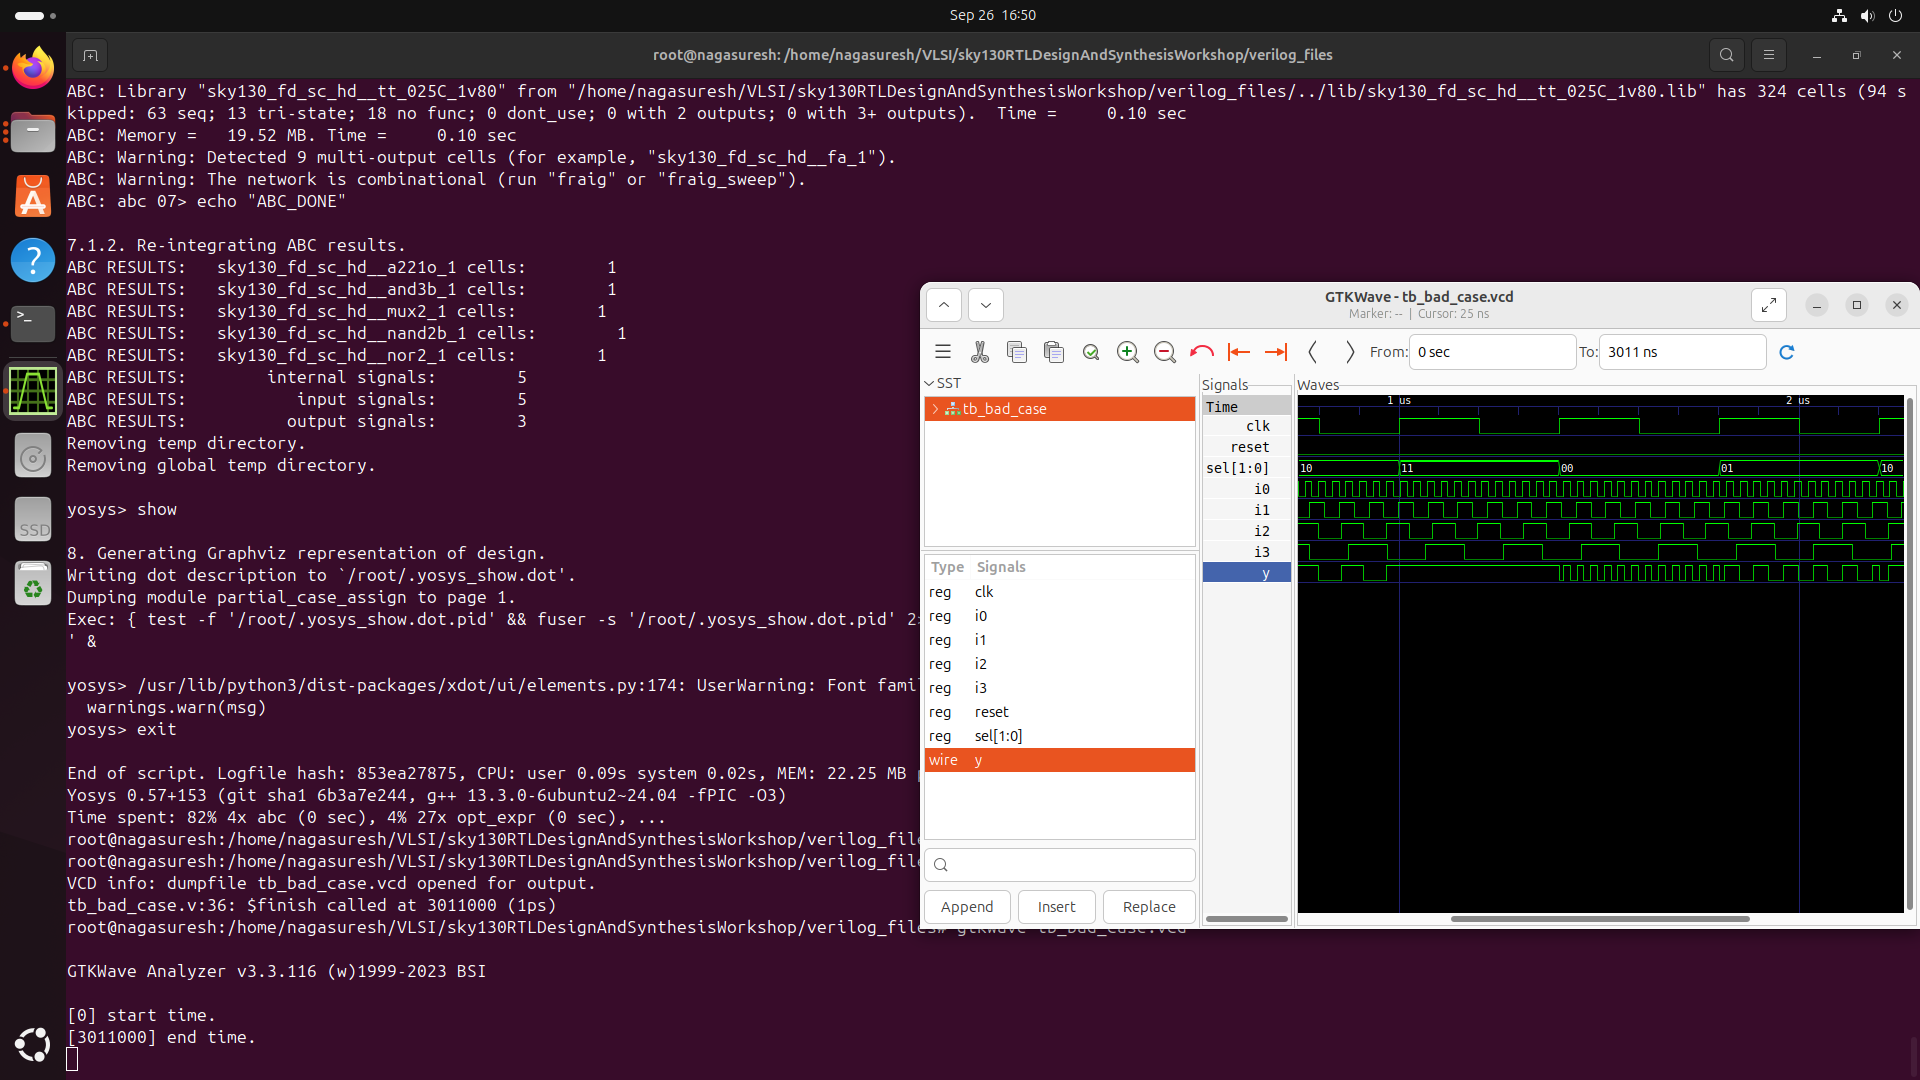 Sep 26  16:50
root@nagasuresh: /home/nagasuresh/VLSI/sky130RTLDesignAndSynthesisWorkshop/verilog_files
ABC: Library "sky130_fd_sc_hd__tt_025C_1v80" from "/home/nagasuresh/VLSI/sky130RTLDesignAndSynthesisWorkshop/verilog_files/../lib/sky130_fd_sc_hd__tt_025C_1v80.lib" has 324 cells (94 s
kipped: 63 seq; 13 tri-state; 18 no func; 0 dont_use; 0 with 2 outputs; 0 with 3+ outputs).  Time =     0.10 sec
ABC: Memory =   19.52 MB. Time =     0.10 sec
ABC: Warning: Detected 9 multi-output cells (for example, "sky130_fd_sc_hd__fa_1").
ABC: Warning: The network is combinational (run "fraig" or "fraig_sweep").
ABC: abc 07> echo "ABC_DONE"
7.1.2. Re-integrating ABC results.
ABC RESULTS:   sky130_fd_sc_hd__a221o_1 cells:        1
ABC RESULTS:   sky130_fd_sc_hd__and3b_1 cells:        1
ABC RESULTS:   sky130_fd_sc_hd__mux2_1 cells:        1
ABC RESULTS:   sky130_fd_sc_hd__nand2b_1 cells:        1
ABC RESULTS:   sky130_fd_sc_hd__nor2_1 cells:        1
ABC RESULTS:        internal signals:        5
ABC RESULTS:           input signals:        5
ABC RESULTS:          output signals:        3
Removing temp directory.
Removing global temp directory.
yosys> show
8. Generating Graphviz representation of design.
Writing dot description to `/root/.yosys_show.dot'.
Dumping module partial_case_assign to page 1.
Exec: { test -f '/root/.yosys_show.dot.pid' && fuser -s '/root/.yosys_show.dot.pid' 2
' &
yosys> /usr/lib/python3/dist-packages/xdot/ui/elements.py:174: UserWarning: Font fami
warnings.warn(msg)
yosys> exit
End of script. Logfile hash: 853ea27875, CPU: user 0.09s system 0.02s, MEM: 22.25 MB
Yosys 0.57+153 (git sha1 6b3a7e244, g++ 13.3.0-6ubuntu2~24.04 -fPIC -O3)
Time spent: 82% 4x abc (0 sec), 4% 27x opt_expr (0 sec), ...
root@nagasuresh:/home/nagasuresh/VLSI/sky130RTLDesignAndSynthesisWorkshop/verilog_file
root@nagasuresh:/home/nagasuresh/VLSI/sky130RTLDesignAndSynthesisWorkshop/verilog_file
VCD info: dumpfile tb_bad_case.vcd opened for output.
tb_bad_case.v:36: $finish called at 3011000 (1ps)
root@nagasuresh:/home/nagasuresh/VLSI/sky130RTLDesignAndSynthesisWorkshop/verilog_files# gtkwave tb_bad_case.vcd
GTKWave Analyzer v3.3.116 (w)1999-2023 BSI
[0] start time.
[3011000] end time.
SSD
GTKWave - tb_bad_case.vcd
Marker: --  |  Cursor: 25 ns
From: 0 sec
To: 3011 ns
SST
tb_bad_case
Type Signals
reg clk
reg i0
reg i1
reg i2
reg i3
reg reset
reg sel[1:0]
wire y
Append Insert Replace
Signals
Time
clk
reset
sel[1:0]
i0
i1
i2
i3
y
Waves
1 us 2 us
10 11 00 01 10